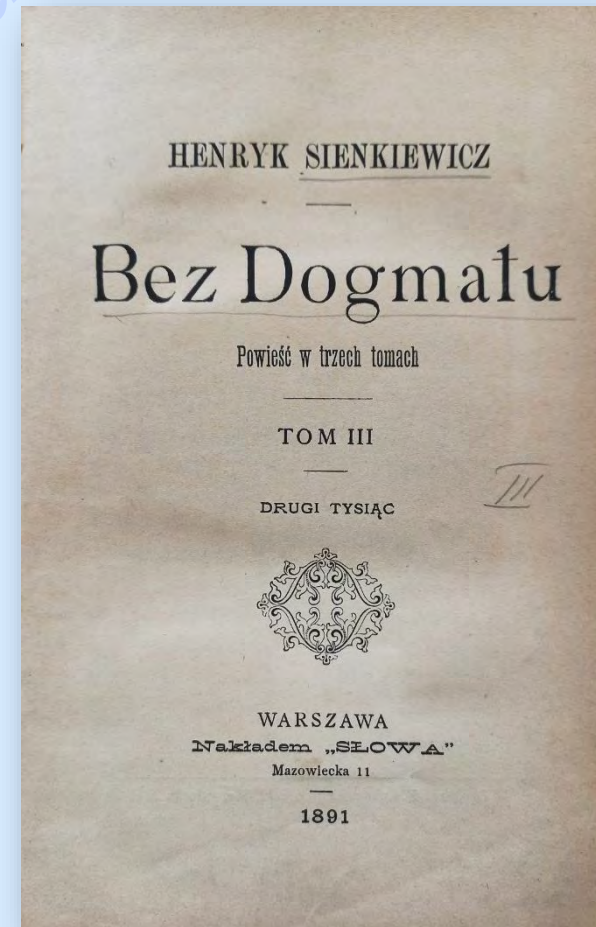 HENRYK SIENKIEWICZ
Bez Dogmatu
Powieść w trzech tomach
TOM III
III
DRUGI TYSIĄC
WARSZAWA
Nakładem „SŁOWA”
Mazowiecka 11
1891